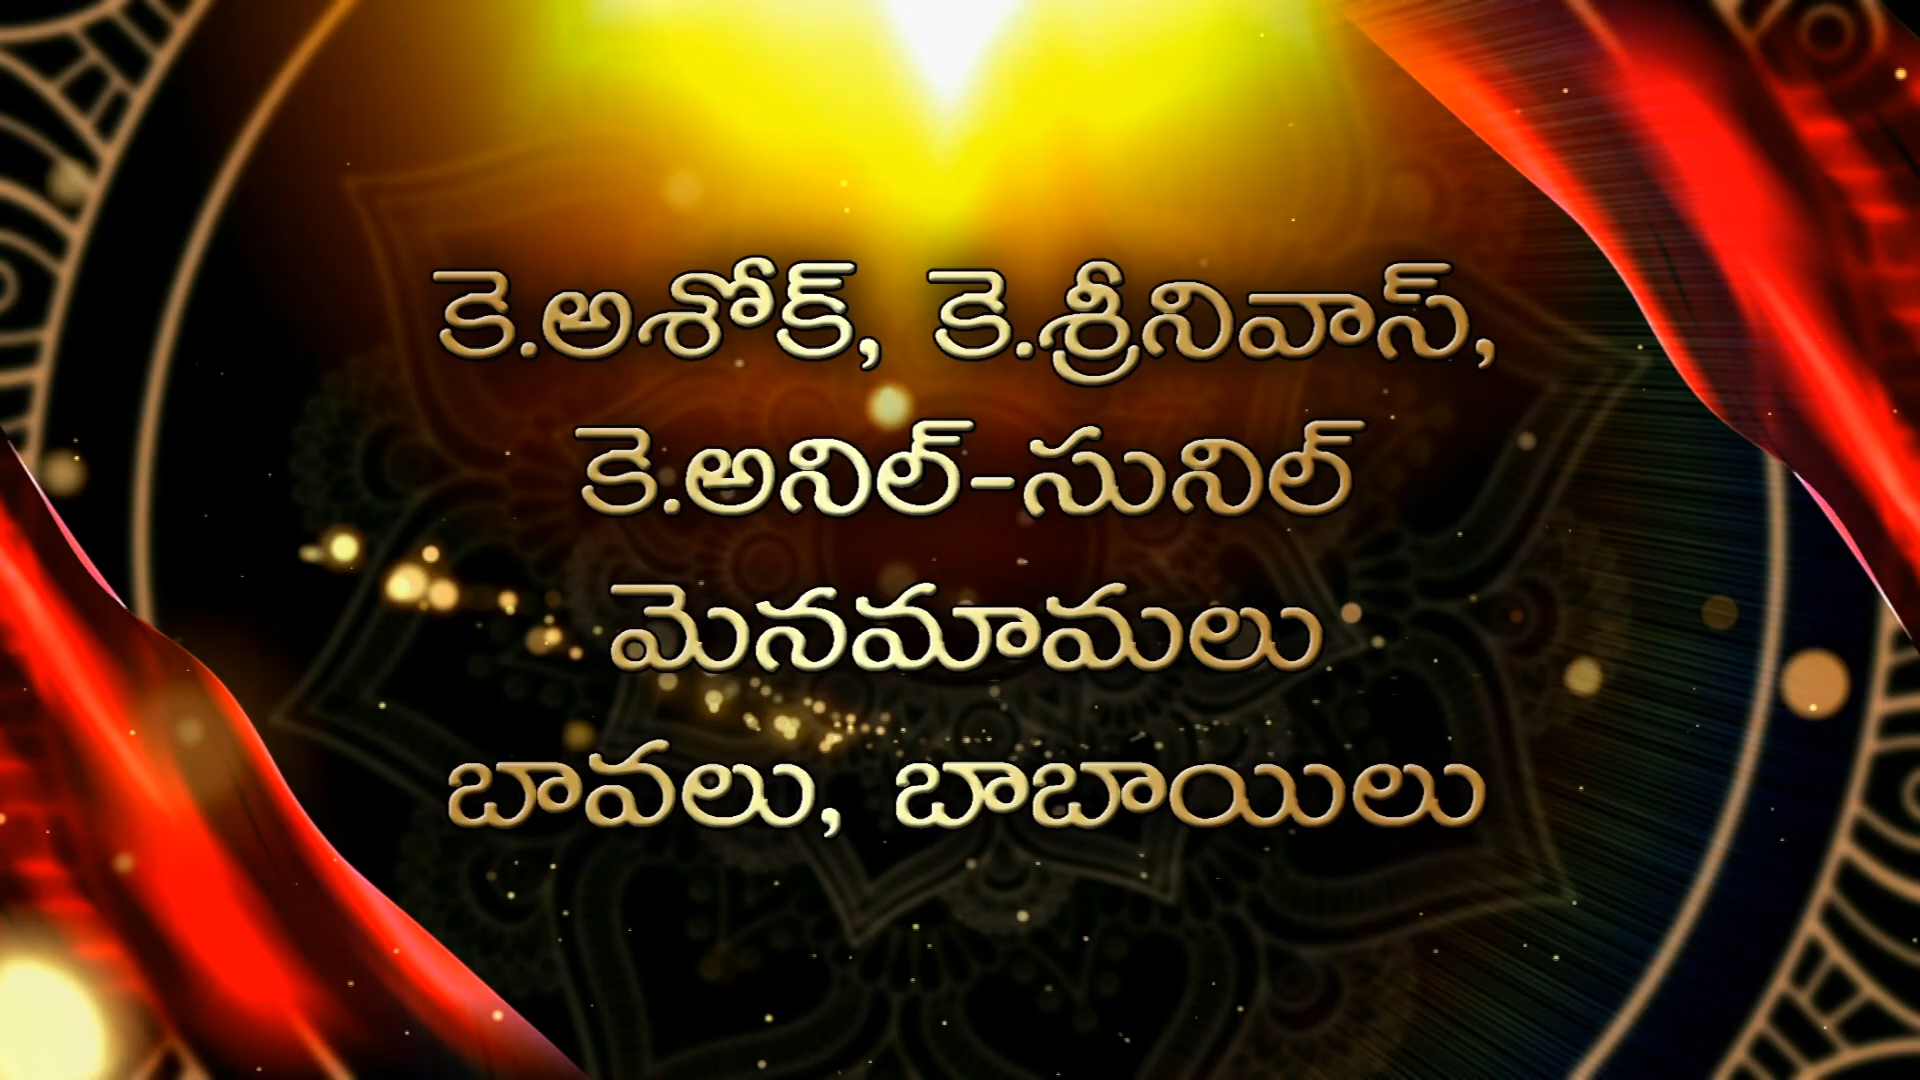 కె.అశోక్, కె.శ్రీనివాస్,
కె.అనిల్-సునిల్
మెనమామలు
బావలు, బాబాయిలు